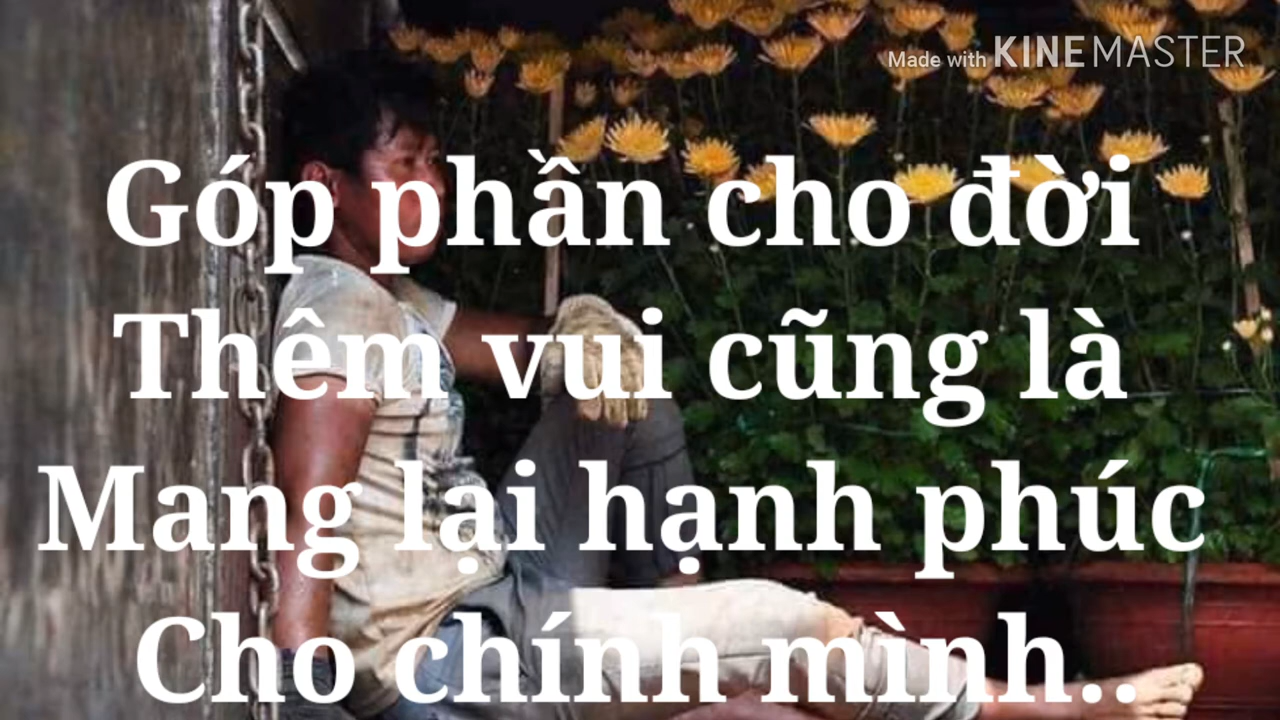 Made with KINEMASTER
Góp phần cho đời
Thêm vui cũng là
Mang lại hạnh phúc
Cho chính mình..